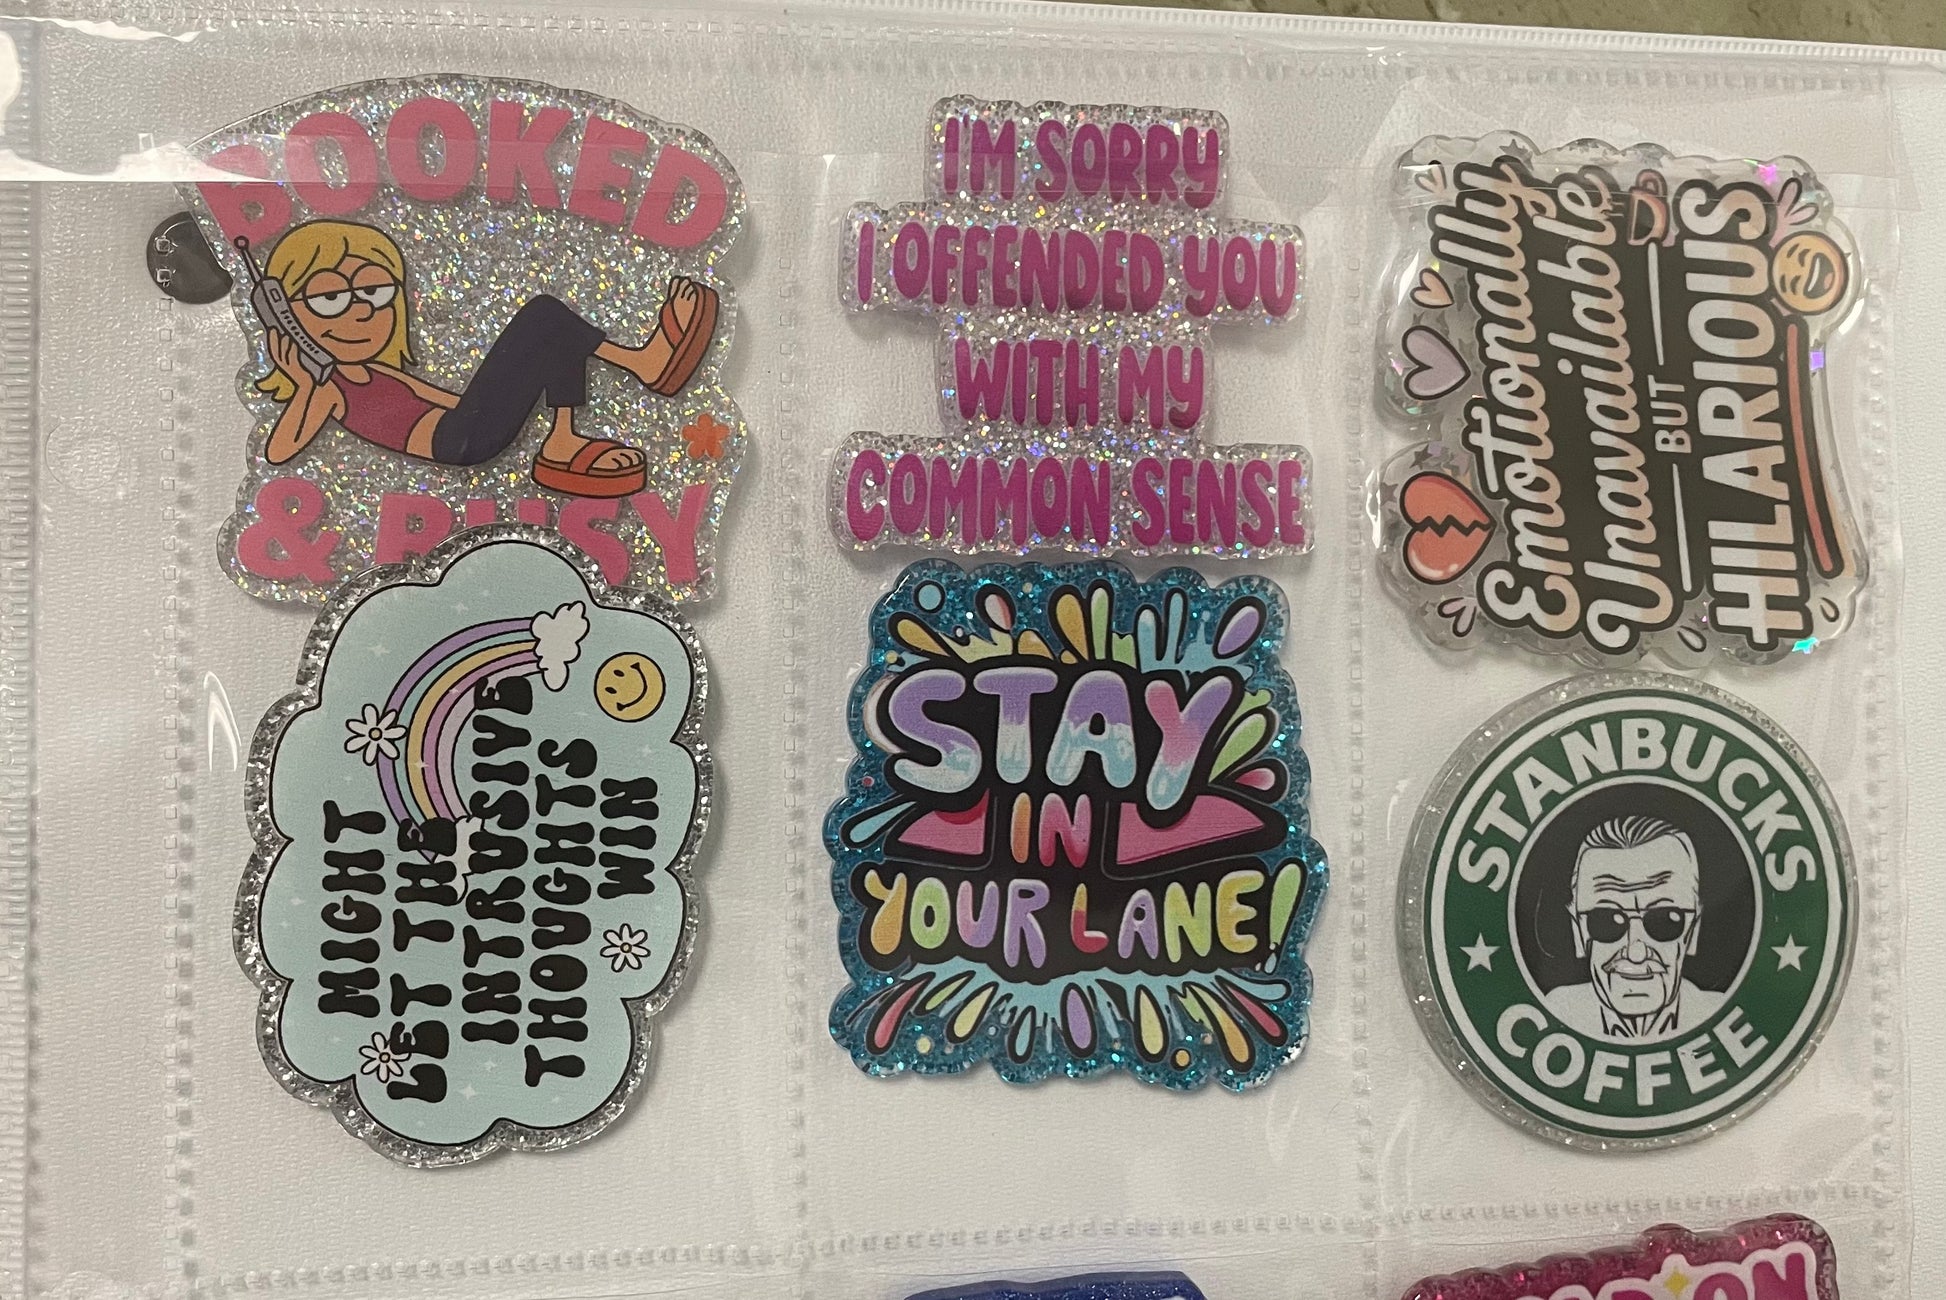 BOOKED
& BUSY
I'M SORRY
I OFFENDED YOU
WITH MY
COMMON SENSE
Emotionally
Unavailable
BUT
HILARIOUS
MIGHT
LET THE
INTRUSIVE
THOUGHTS
WIN
STAY
IN
YOUR LANE!
STANBUCKS
COFFEE